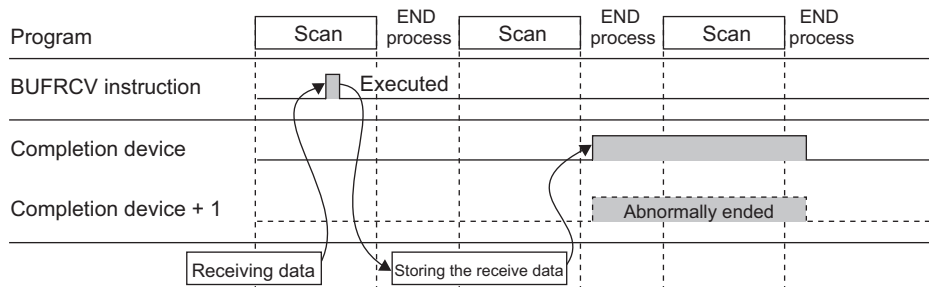 Program
Scan
END
process
Scan
END
process
Scan
END
process
BUFRCV instruction
Executed
Completion device
Completion device + 1
Abnormally ended
Receiving data
Storing the receive data